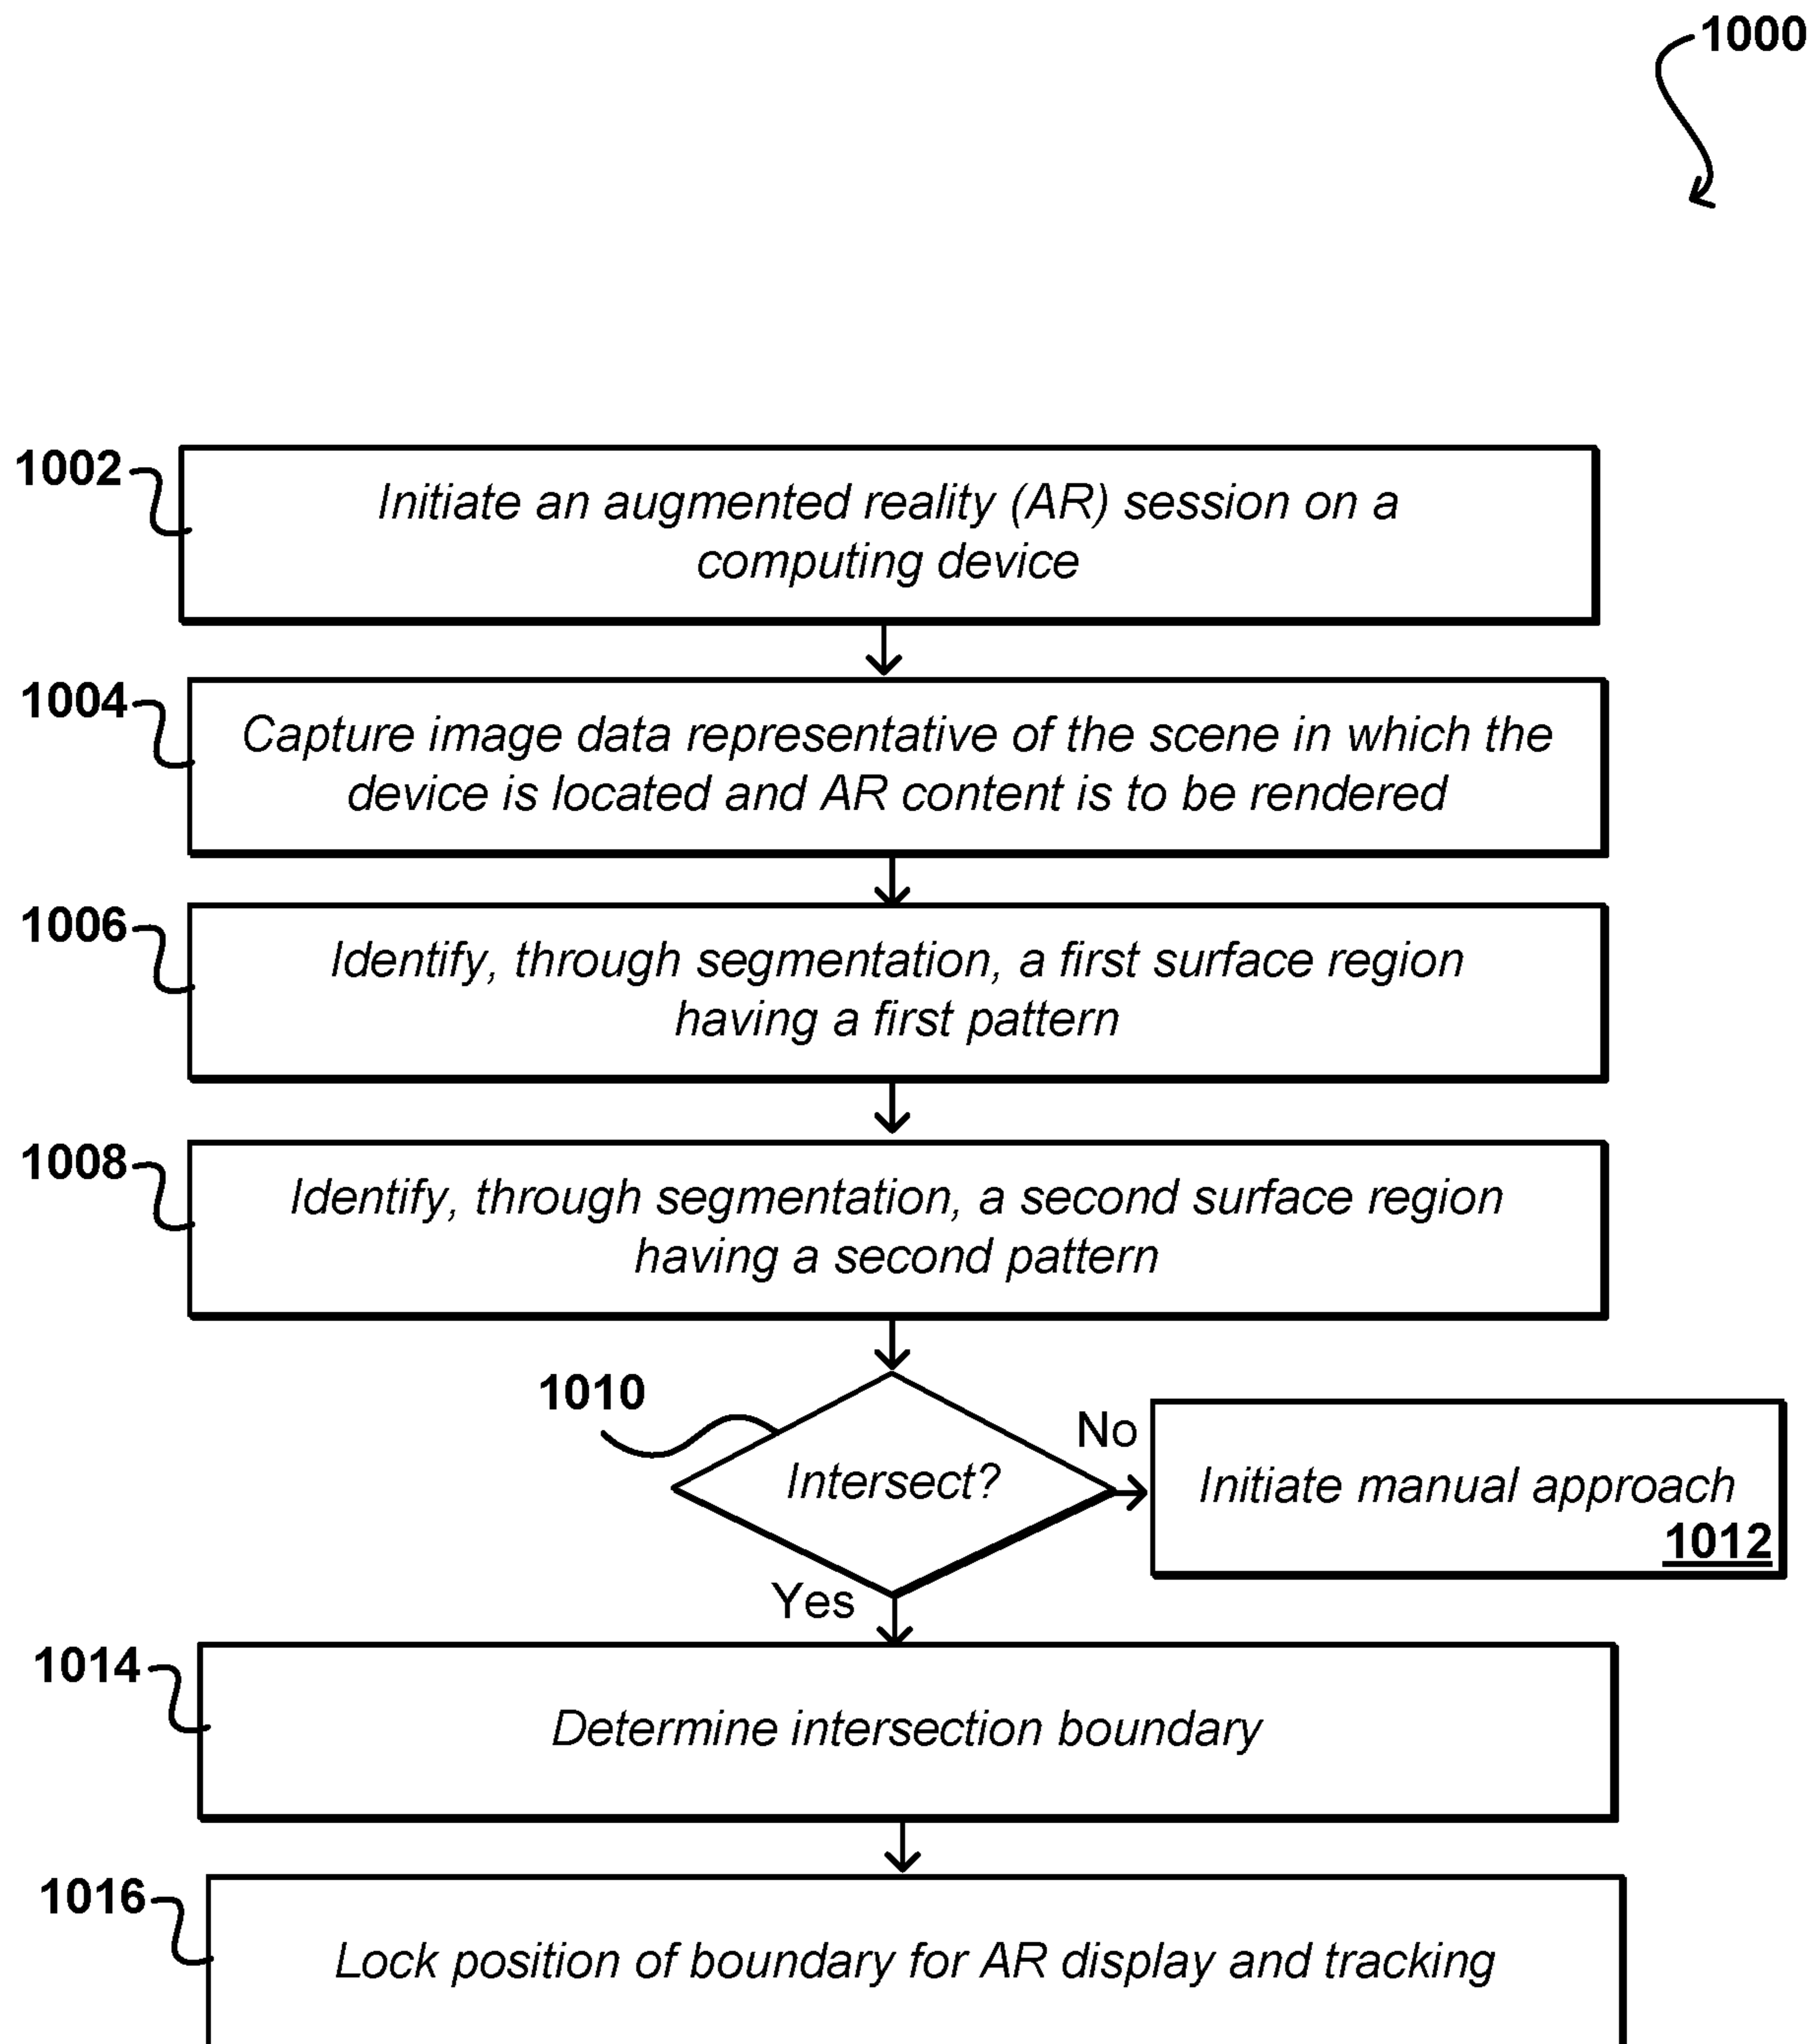 1000
1002
Initiate an augmented reality (AR) session on a
computing device
1004
Capture image data representative of the scene in which the
device is located and AR content is to be rendered
1006
Identify, through segmentation, a first surface region
having a first pattern
1008
Identify, through segmentation, a second surface region
having a second pattern
1010
Intersect?
No
Initiate manual approach
1012
Yes
1014
Determine intersection boundary
1016
Lock position of boundary for AR display and tracking